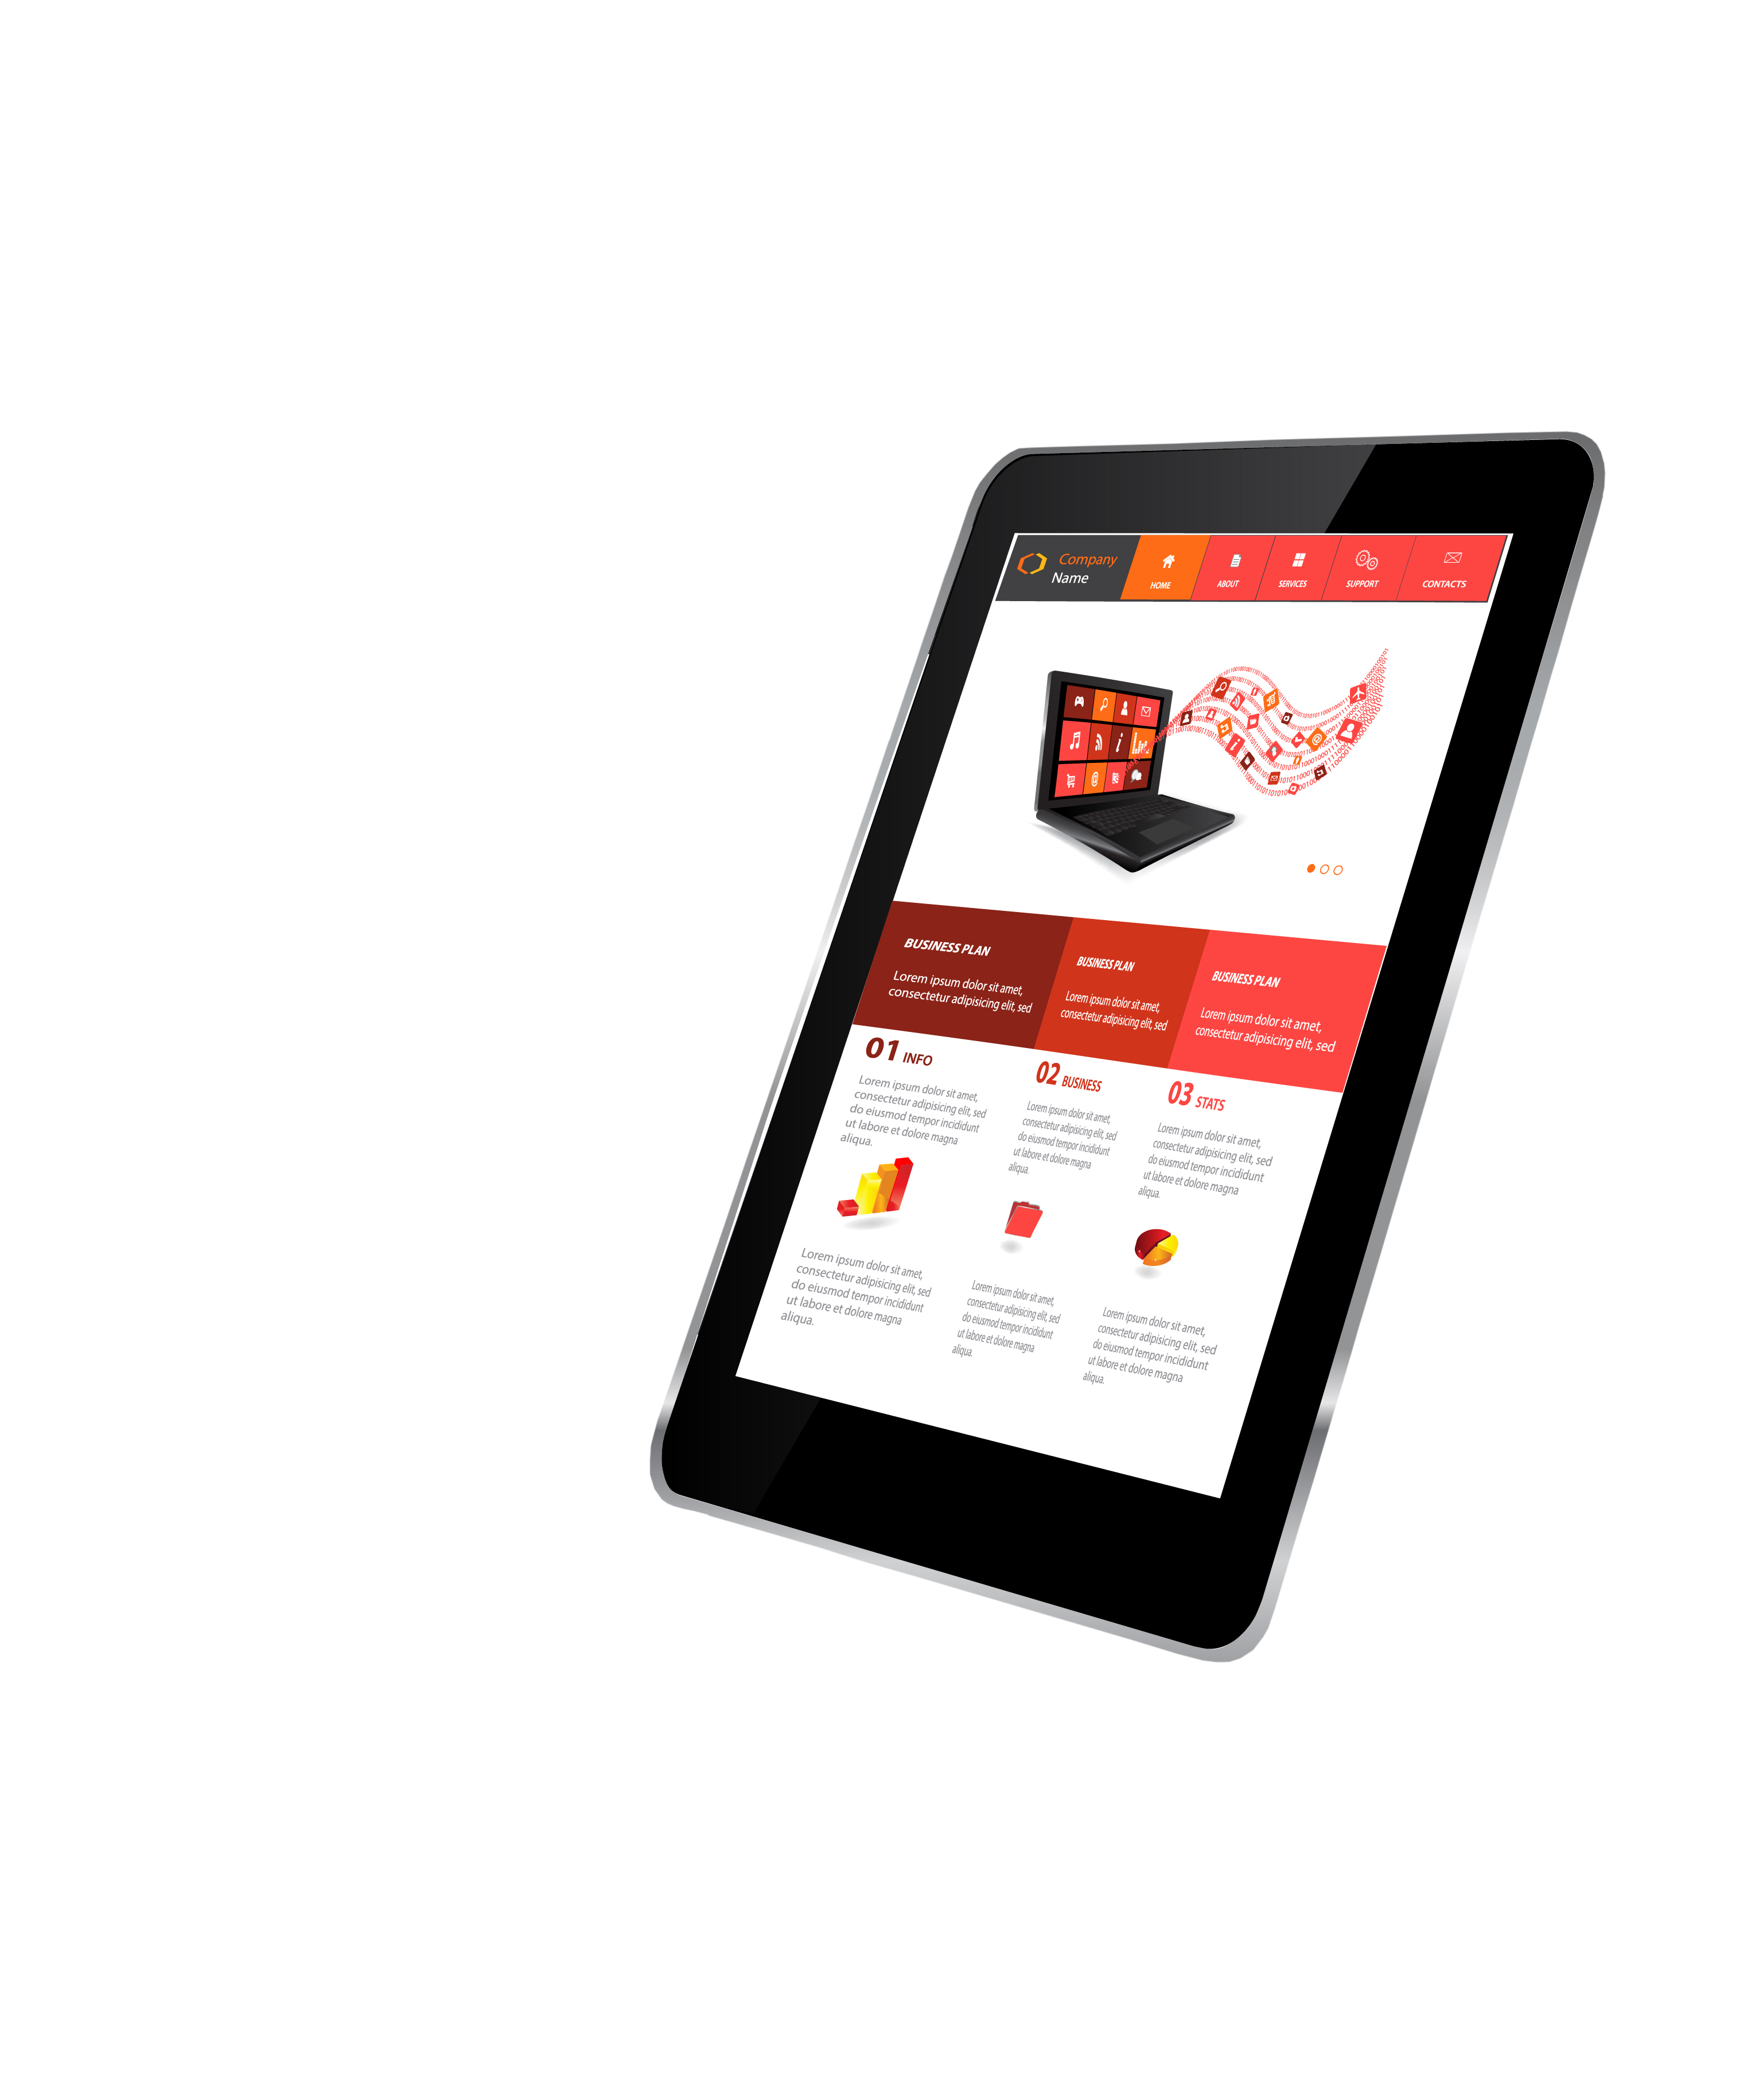 Company
Name
HOME
ABOUT
SERVICES
SUPPORT
CONTACTS
BUSINESS PLAN
Lorem ipsum dolor sit amet,
consectetur adipisicing elit, sed
BUSINESS PLAN
Lorem ipsum dolor sit amet,
consectetur adipisicing elit, sed
BUSINESS PLAN
Lorem ipsum dolor sit amet,
consectetur adipisicing elit, sed
01 INFO
Lorem ipsum dolor sit amet,
consectetur adipisicing elit, sed
do eiusmod tempor incididunt
ut labore et dolore magna
aliqua.
Lorem ipsum dolor sit amet,
consectetur adipisicing elit, sed
do eiusmod tempor incididunt
ut labore et dolore magna
aliqua.
02 BUSINESS
Lorem ipsum dolor sit amet,
consectetur adipisicing elit, sed
do eiusmod tempor incididunt
ut labore et dolore magna
aliqua.
Lorem ipsum dolor sit amet,
consectetur adipisicing elit, sed
do eiusmod tempor incididunt
ut labore et dolore magna
aliqua.
03 STATS
Lorem ipsum dolor sit amet,
consectetur adipisicing elit, sed
do eiusmod tempor incididunt
ut labore et dolore magna
aliqua.
Lorem ipsum dolor sit amet,
consectetur adipisicing elit, sed
do eiusmod tempor incididunt
ut labore et dolore magna
aliqua.